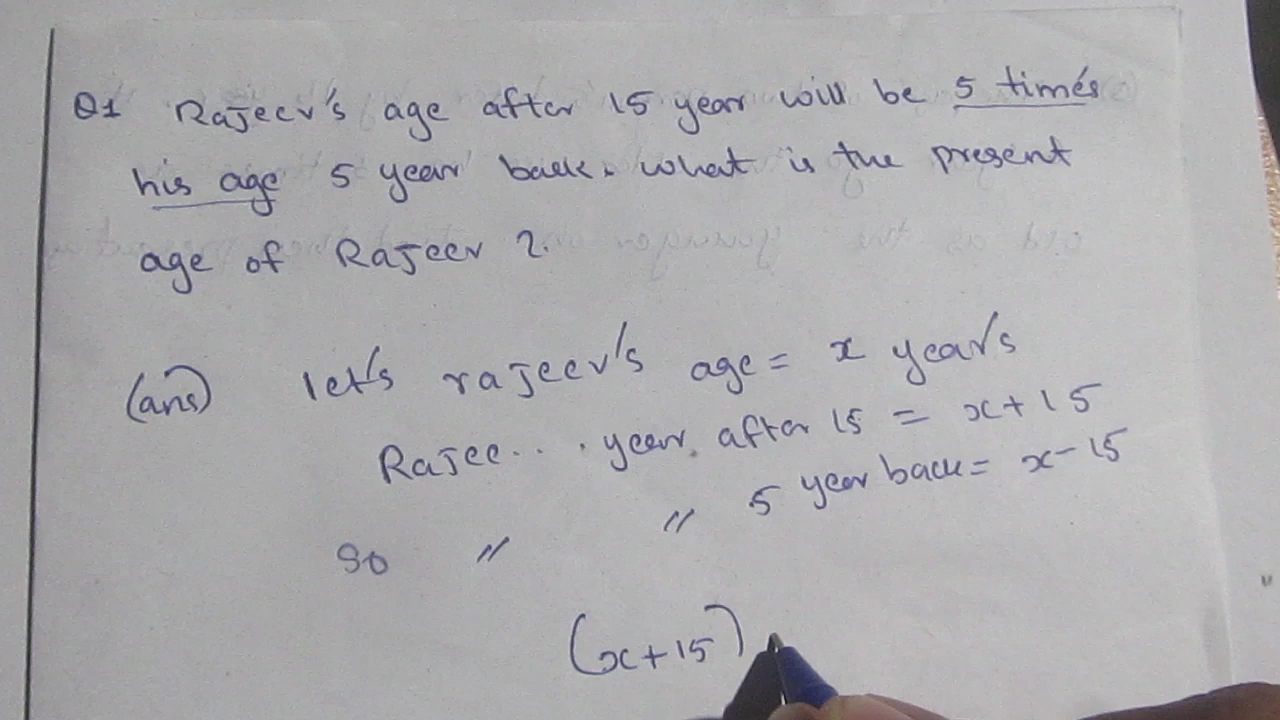 Q1 Rajeev's age after 15 year will be 5 times
his age 5 year back. what is the present
age of Rajeev ?.
(ans) let's rajeev's age = x year's
Rajee... . year, after 15 = x+15
〃 5 year back = x-15
So 〃
(x+15)